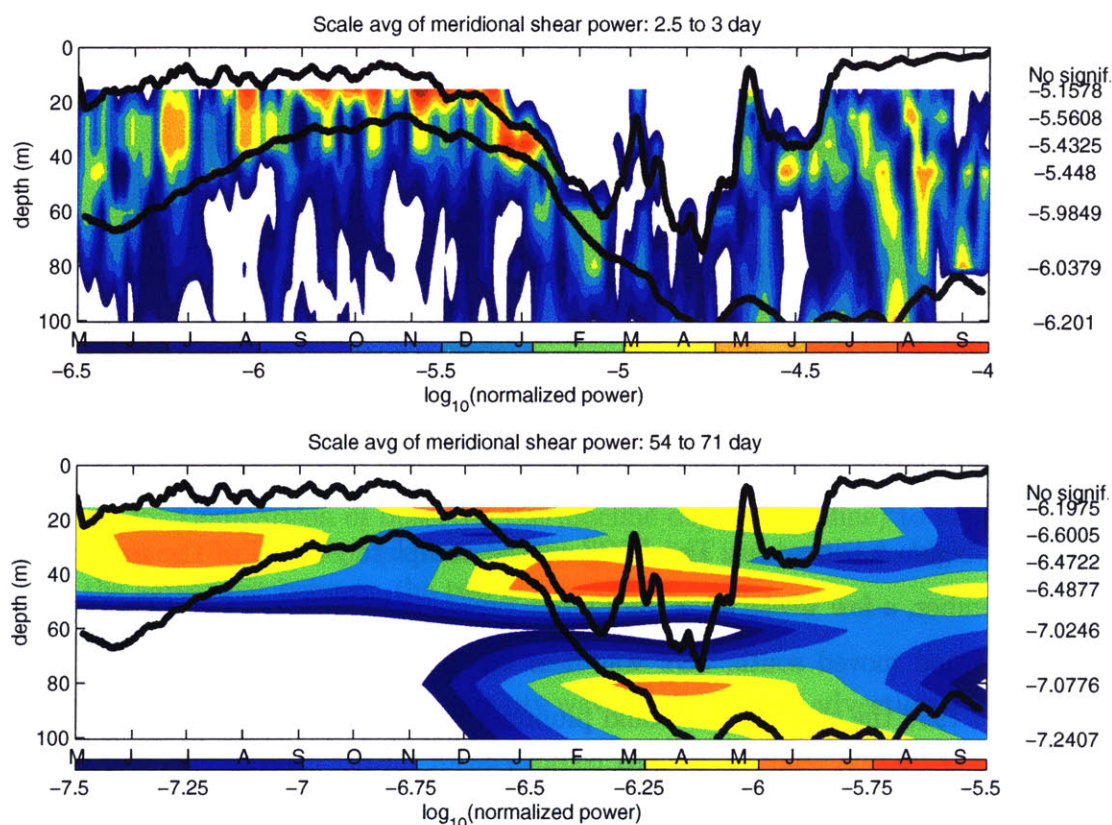 Scale avg of meridional shear power: 2.5 to 3 day
0
20
40
60
80
100
depth (m)
No signif.
-5.1578
-5.5608
-5.4325
-5.448
-5.9849
-6.0379
-6.201
M J J A S O N D J F M A M J J A S
-6.5 -6 -5.5 -5 -4.5 -4
log10(normalized power)
Scale avg of meridional shear power: 54 to 71 day
0
20
40
60
80
100
depth (m)
No signif.
-6.1975
-6.6005
-6.4722
-6.4877
-7.0246
-7.0776
-7.2407
M J J A S O N D J F M A M J J A S
-7.5 -7.25 -7 -6.75 -6.5 -6.25 -6 -5.75 -5.5
log10(normalized power)